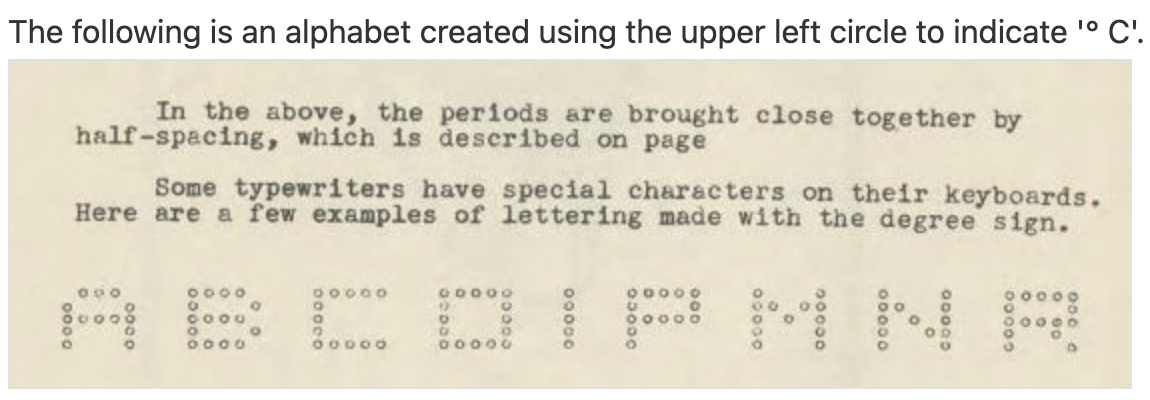 The following is an alphabet created using the upper left circle to indicate '° C'.
In the above, the periods are brought close together by
half-spacing, which is described on page
Some typewriters have special characters on their keyboards.
Here are a few examples of lettering made with the degree sign.
A B C O I P M N R